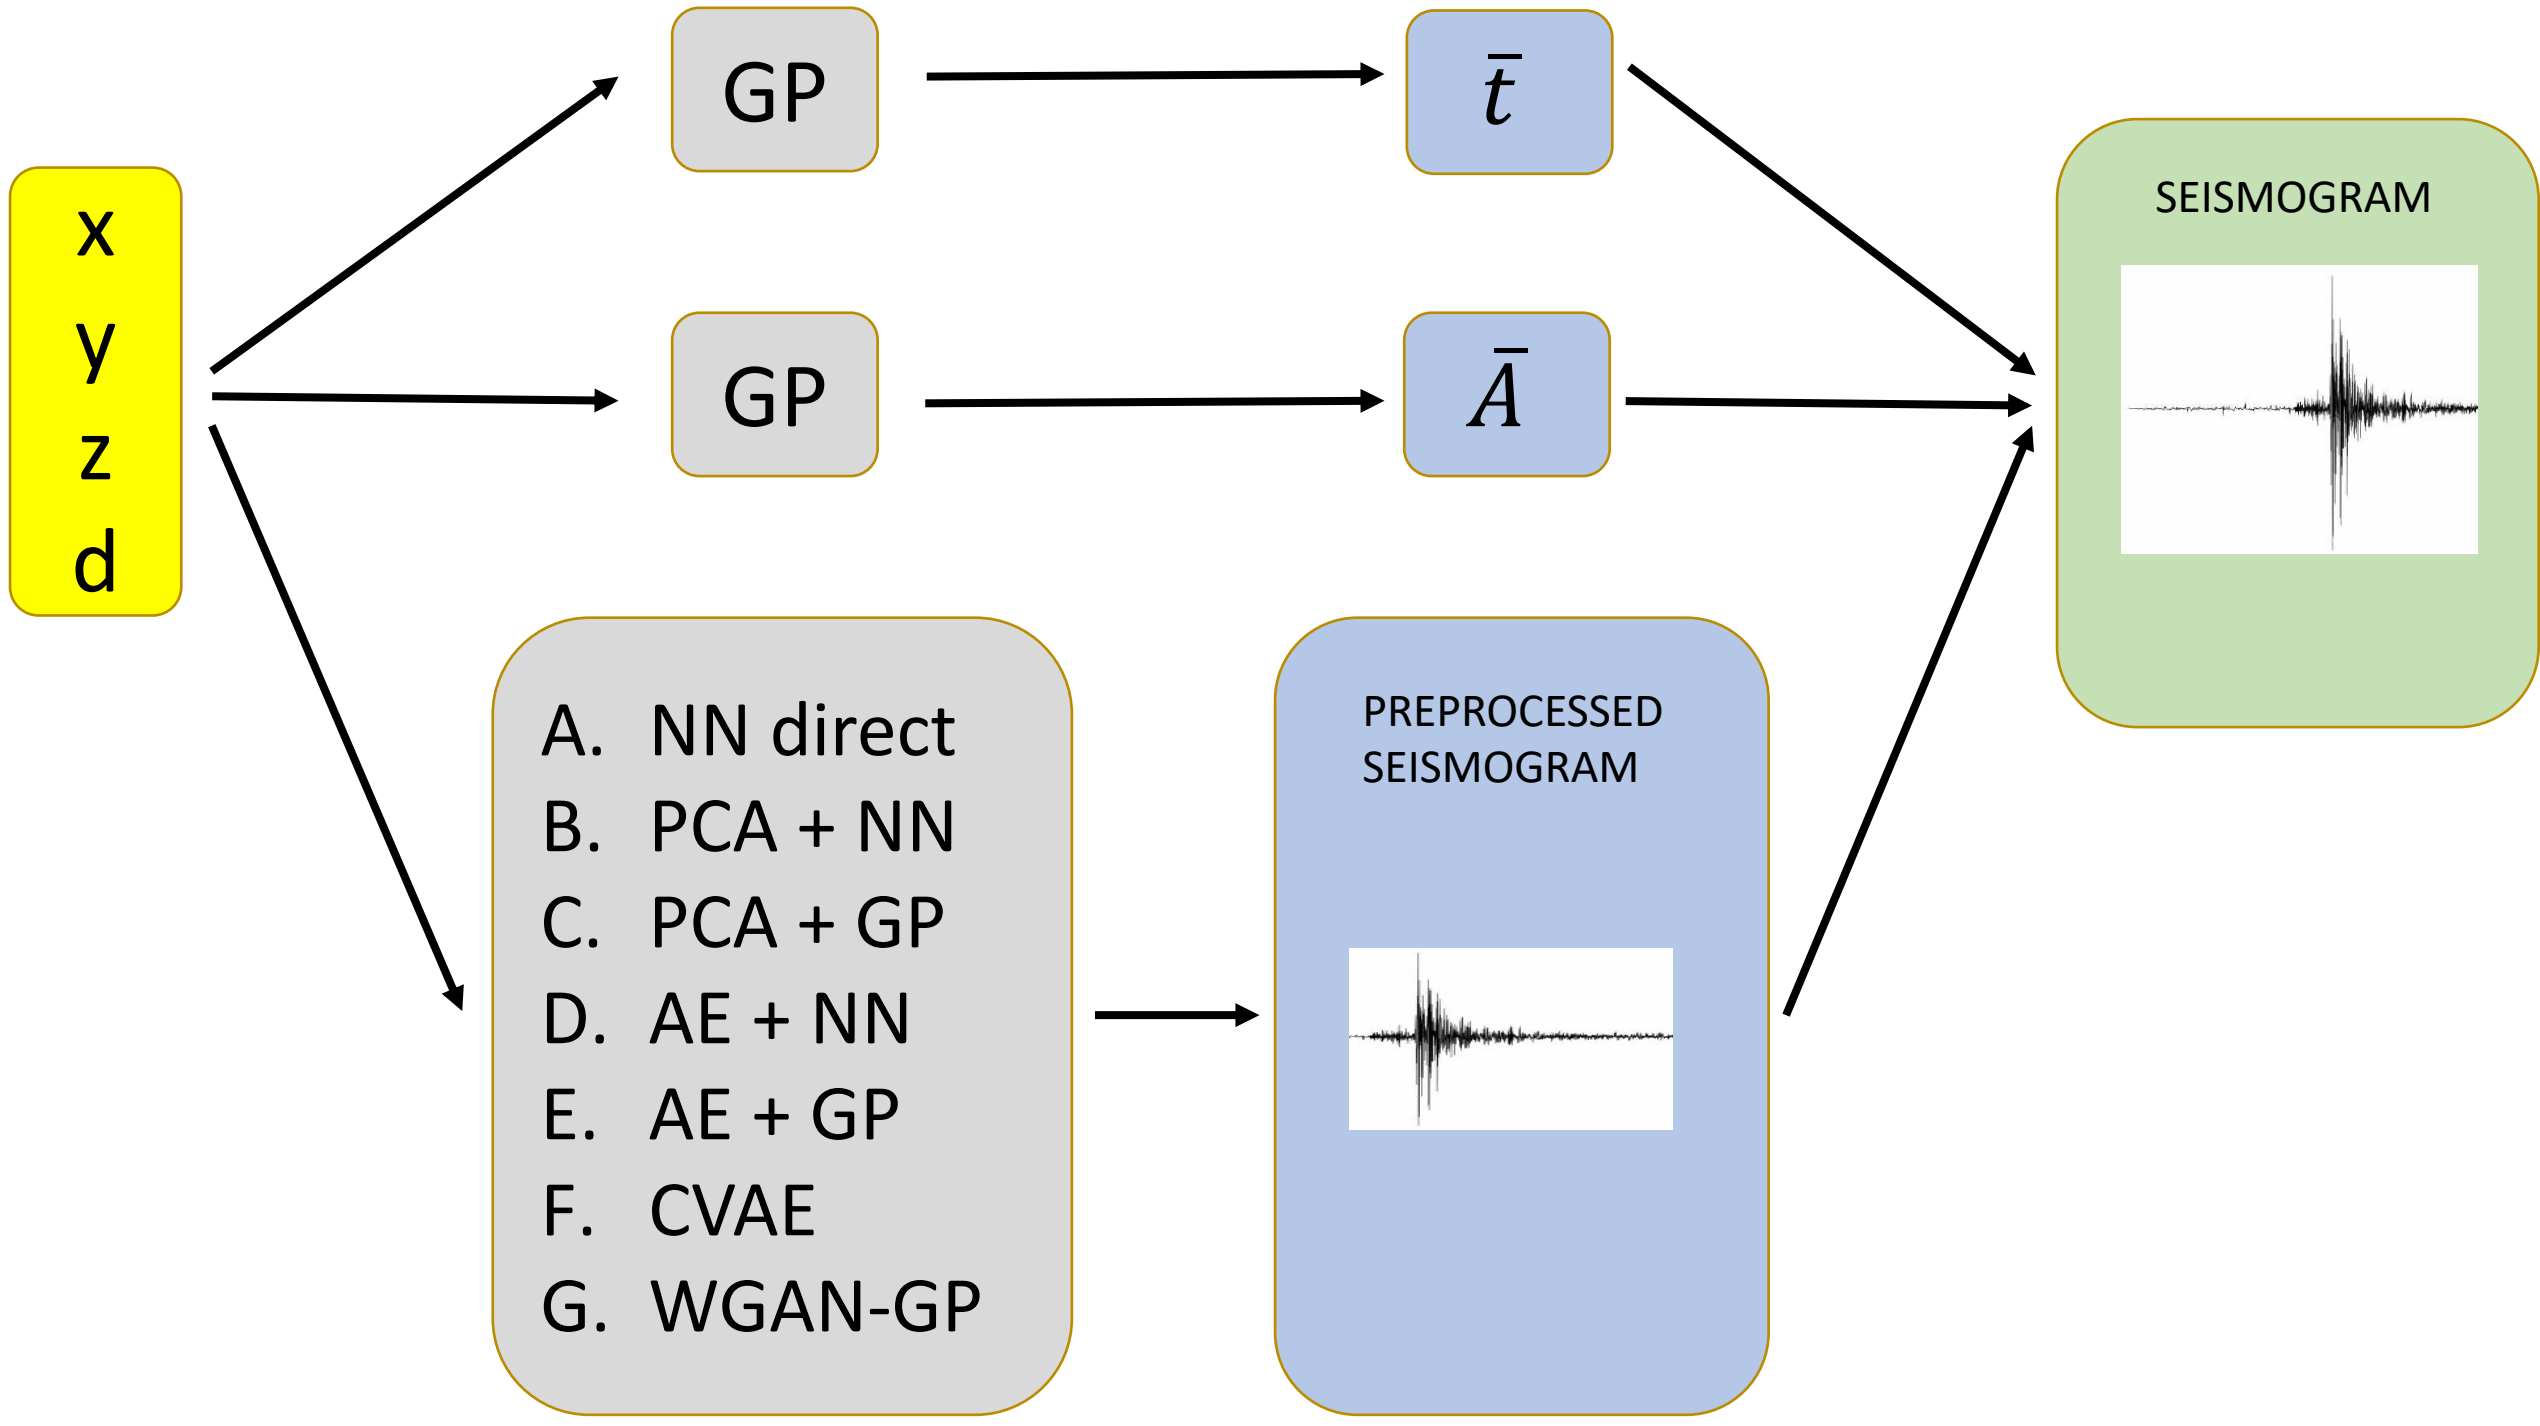 x
y
z
d
GP
t̄
GP
Ā
A. NN direct
B. PCA + NN
C. PCA + GP
D. AE + NN
E. AE + GP
F. CVAE
G. WGAN-GP
PREPROCESSED
SEISMOGRAM
SEISMOGRAM